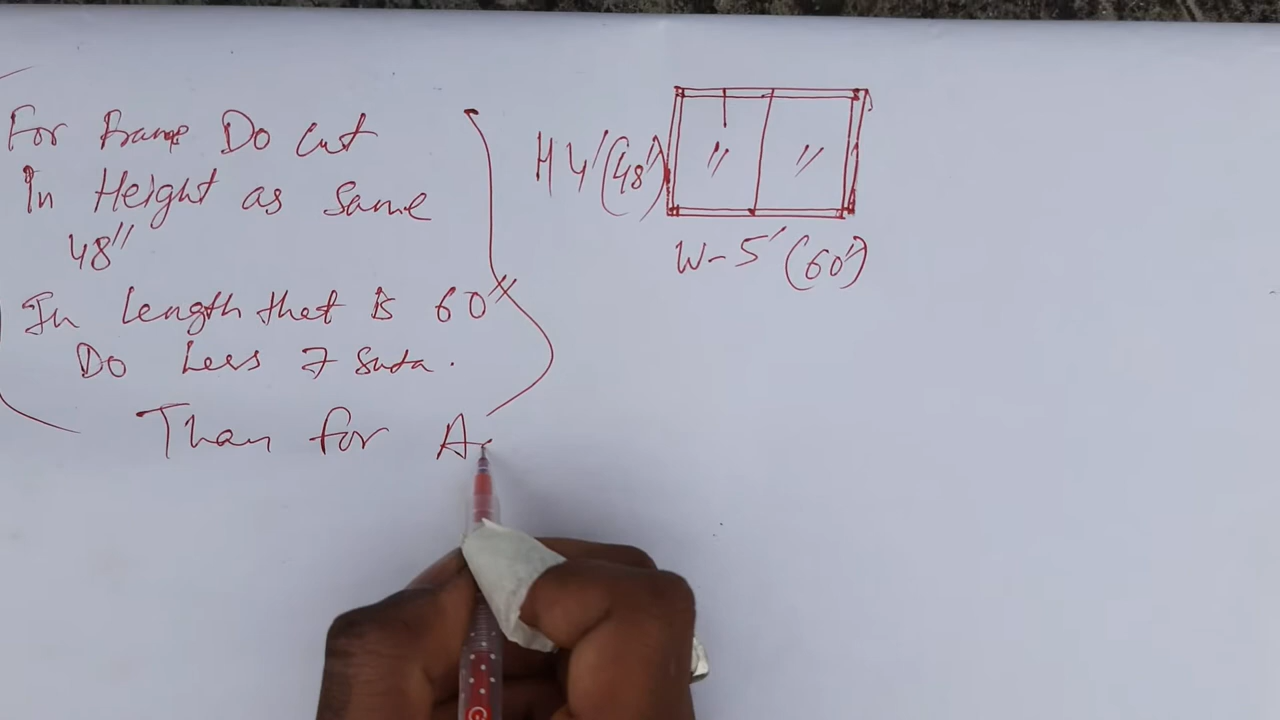 For Frame Do cut
In Height as same
48"
In length that is 60"
Do Less 7 Suta.
Than for A
H 4' (48")
W - 5' (60")